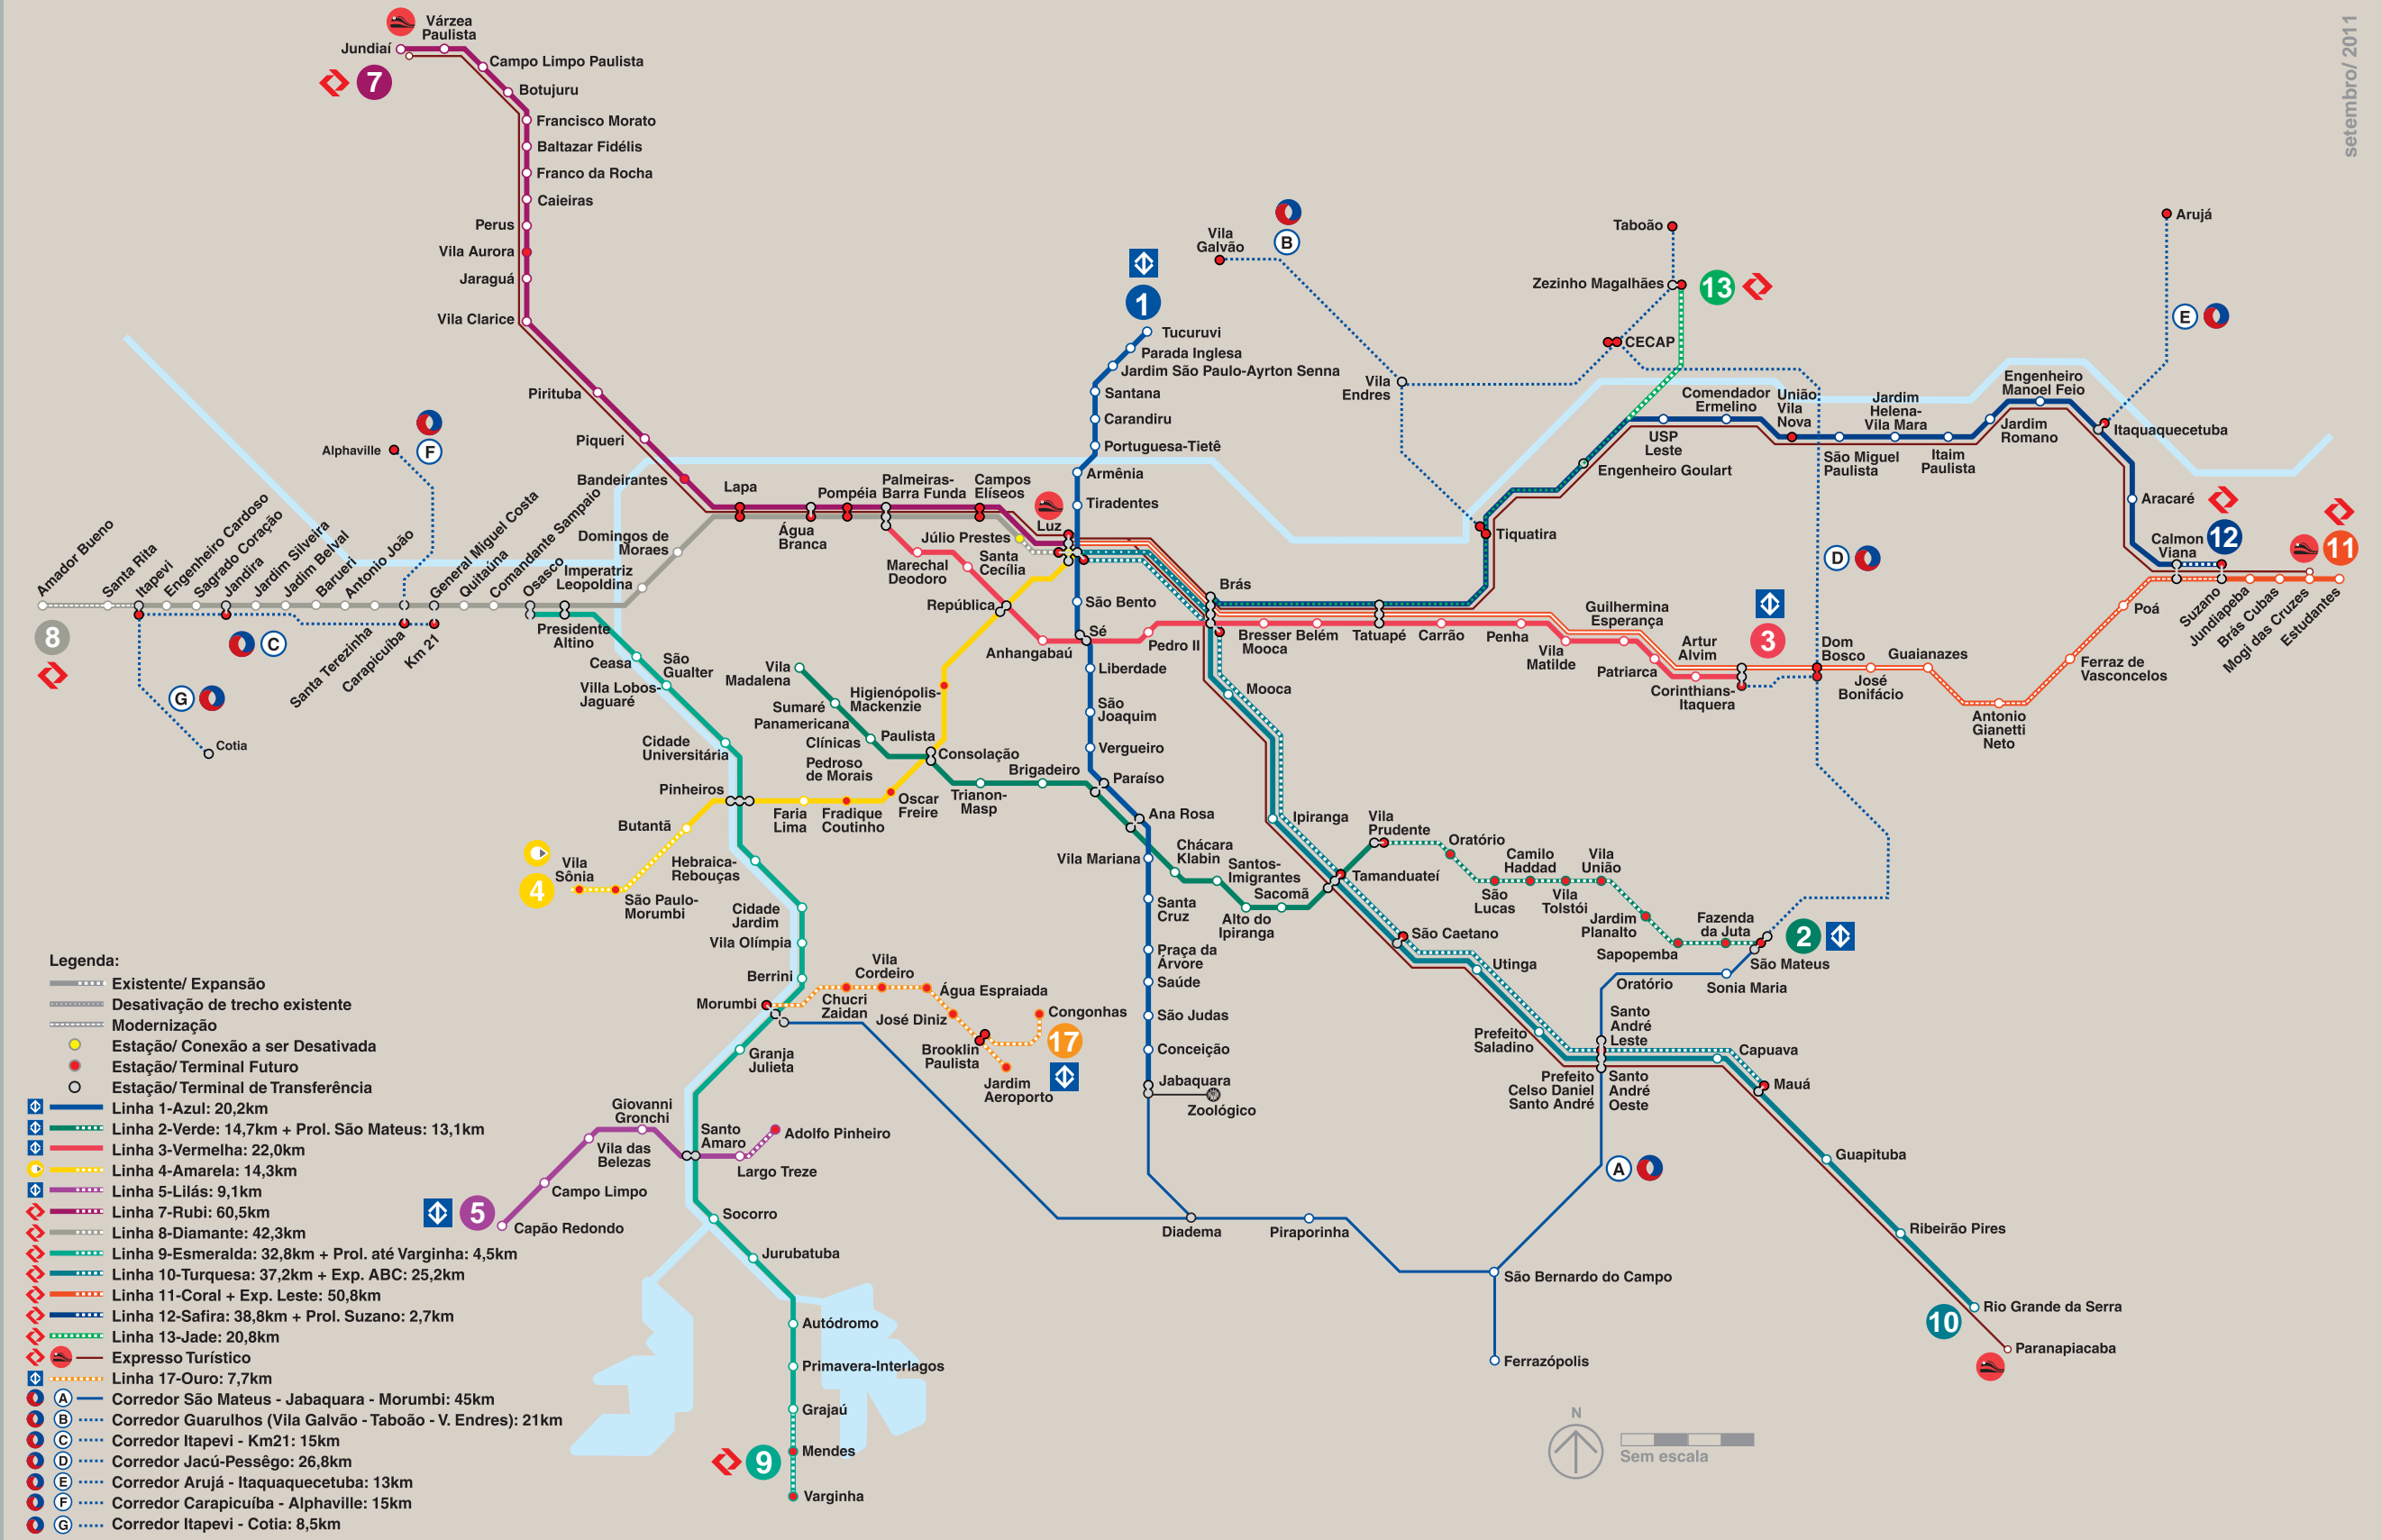 setembro/ 2011
Várzea
Paulista
Jundiaí
7
Campo Limpo Paulista
Botujuru
Francisco Morato
Baltazar Fidélis
Franco da Rocha
Caieiras
Perus
Vila Aurora
Jaraguá
Vila Clarice
Pirituba
Piqueri
Bandeirantes
Lapa
Água
Branca
Pompéia
Palmeiras-
Barra Funda
Campos
Elíseos
Luz
Júlio Prestes
Domingos de
Moraes
Imperatriz
Leopoldina
Alphaville
F
Amador Bueno
Santa Rita
Itapevi
Engenheiro Cardoso
Sagrado Coração
Jandira
Jardim Silveira
Jadim Belval
Barueri
Antonio João
Santa Terezinha
Carapicuíba
General Miguel Costa
Km 21
Quitaúna
Comandante Sampaio
Osasco
Presidente
Altino
8
C
G
Cotia
1
Tucuruvi
Parada Inglesa
Jardim São Paulo-Ayrton Senna
Santana
Carandiru
Portuguesa-Tietê
Armênia
Tiradentes
São Bento
Sé
Liberdade
São
Joaquim
Vergueiro
Paraíso
Ana Rosa
Vila Mariana
Santa
Cruz
Praça da
Árvore
Saúde
São Judas
Conceição
Jabaquara
Zoológico
Marechal
Deodoro
Santa
Cecília
República
Anhangabaú
Pedro II
Brás
Bresser
Mooca
Belém
Tatuapé
Carrão
Penha
Vila
Matilde
Guilhermina
Esperança
Patriarca
Artur
Alvim
Corinthians-
Itaquera
3
Vila
Galvão
B
Vila
Endres
Taboão
Zezinho Magalhães
13
CECAP
Tiquatira
Engenheiro Goulart
USP
Leste
Comendador
Ermelino
União
Vila
Nova
São Miguel
Paulista
Jardim
Helena-
Vila Mara
Itaim
Paulista
Jardim
Romano
Engenheiro
Manoel Feio
Itaquaquecetuba
Arujá
E
Aracaré
Calmon
Viana
12
11
D
Dom
Bosco
José
Bonifácio
Guaianazes
Antonio
Gianetti
Neto
Ferraz de
Vasconcelos
Poá
Suzano
Jundiapeba
Brás Cubas
Mogi das Cruzes
Estudantes
Ceasa
São
Gualter
Villa Lobos-
Jaguaré
Cidade
Universitária
Pinheiros
Hebraica-
Rebouças
Cidade
Jardim
Vila Olímpia
Berrini
Morumbi
Granja
Julieta
Santo
Amaro
Socorro
Jurubatuba
Autódromo
Primavera-Interlagos
Grajaú
Mendes
Varginha
9
Vila
Madalena
Sumaré
Panamericana
Clínicas
Pedroso
de Morais
Paulista
Higienópolis-
Mackenzie
Consolação
Trianon-
Masp
Brigadeiro
Faria
Lima
Fradique
Coutinho
Oscar
Freire
Butantã
São Paulo-
Morumbi
Vila
Sônia
4
Chácara
Klabin
Santos-
Imigrantes
Alto do
Ipiranga
Sacomã
Tamanduateí
Vila
Prudente
Oratório
São
Lucas
Camilo
Haddad
Vila
Tolstói
Vila
União
Jardim
Planalto
Sapopemba
Fazenda
da Juta
São Mateus
2
Mooca
Ipiranga
São Caetano
Utinga
Prefeito
Saladino
Prefeito
Celso Daniel
Santo André
Santo
André
Leste
Santo
André
Oeste
Oratório
Sonia Maria
Capuava
Mauá
Guapituba
Ribeirão Pires
Rio Grande da Serra
10
Paranapiacaba
A
Chucri
Zaidan
Vila
Cordeiro
Água Espraiada
José Diniz
Brooklin
Paulista
Jardim
Aeroporto
Congonhas
17
Giovanni
Gronchi
Vila das
Belezas
Campo Limpo
Capão Redondo
Largo Treze
Adolfo Pinheiro
5
Diadema
Piraporinha
São Bernardo do Campo
Ferrazópolis
N
Sem escala
Legenda:
Existente/ Expansão
Desativação de trecho existente
Modernização
Estação/ Conexão a ser Desativada
Estação/ Terminal Futuro
Estação/ Terminal de Transferência
Linha 1-Azul: 20,2km
Linha 2-Verde: 14,7km + Prol. São Mateus: 13,1km
Linha 3-Vermelha: 22,0km
Linha 4-Amarela: 14,3km
Linha 5-Lilás: 9,1km
Linha 7-Rubi: 60,5km
Linha 8-Diamante: 42,3km
Linha 9-Esmeralda: 32,8km + Prol. até Varginha: 4,5km
Linha 10-Turquesa: 37,2km + Exp. ABC: 25,2km
Linha 11-Coral + Exp. Leste: 50,8km
Linha 12-Safira: 38,8km + Prol. Suzano: 2,7km
Linha 13-Jade: 20,8km
Expresso Turístico
Linha 17-Ouro: 7,7km
A Corredor São Mateus - Jabaquara - Morumbi: 45km
B Corredor Guarulhos (Vila Galvão - Taboão - V. Endres): 21km
C Corredor Itapevi - Km21: 15km
D Corredor Jacú-Pessêgo: 26,8km
E Corredor Arujá - Itaquaquecetuba: 13km
F Corredor Carapicuíba - Alphaville: 15km
G Corredor Itapevi - Cotia: 8,5km